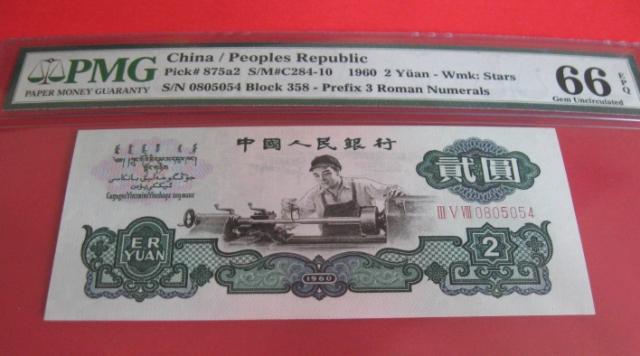 PMG
PAPER MONEY GUARANTY
China / Peoples Republic
Pick# 875a2 S/M#C284-10 1960 2 Yüan - Wmk: Stars
S/N 0805054 Block 358 - Prefix 3 Roman Numerals
66 EPQ
Gem Uncirculated
中國人民銀行
貳圓
III V VIII 0805054
ER
YUAN
1960
2